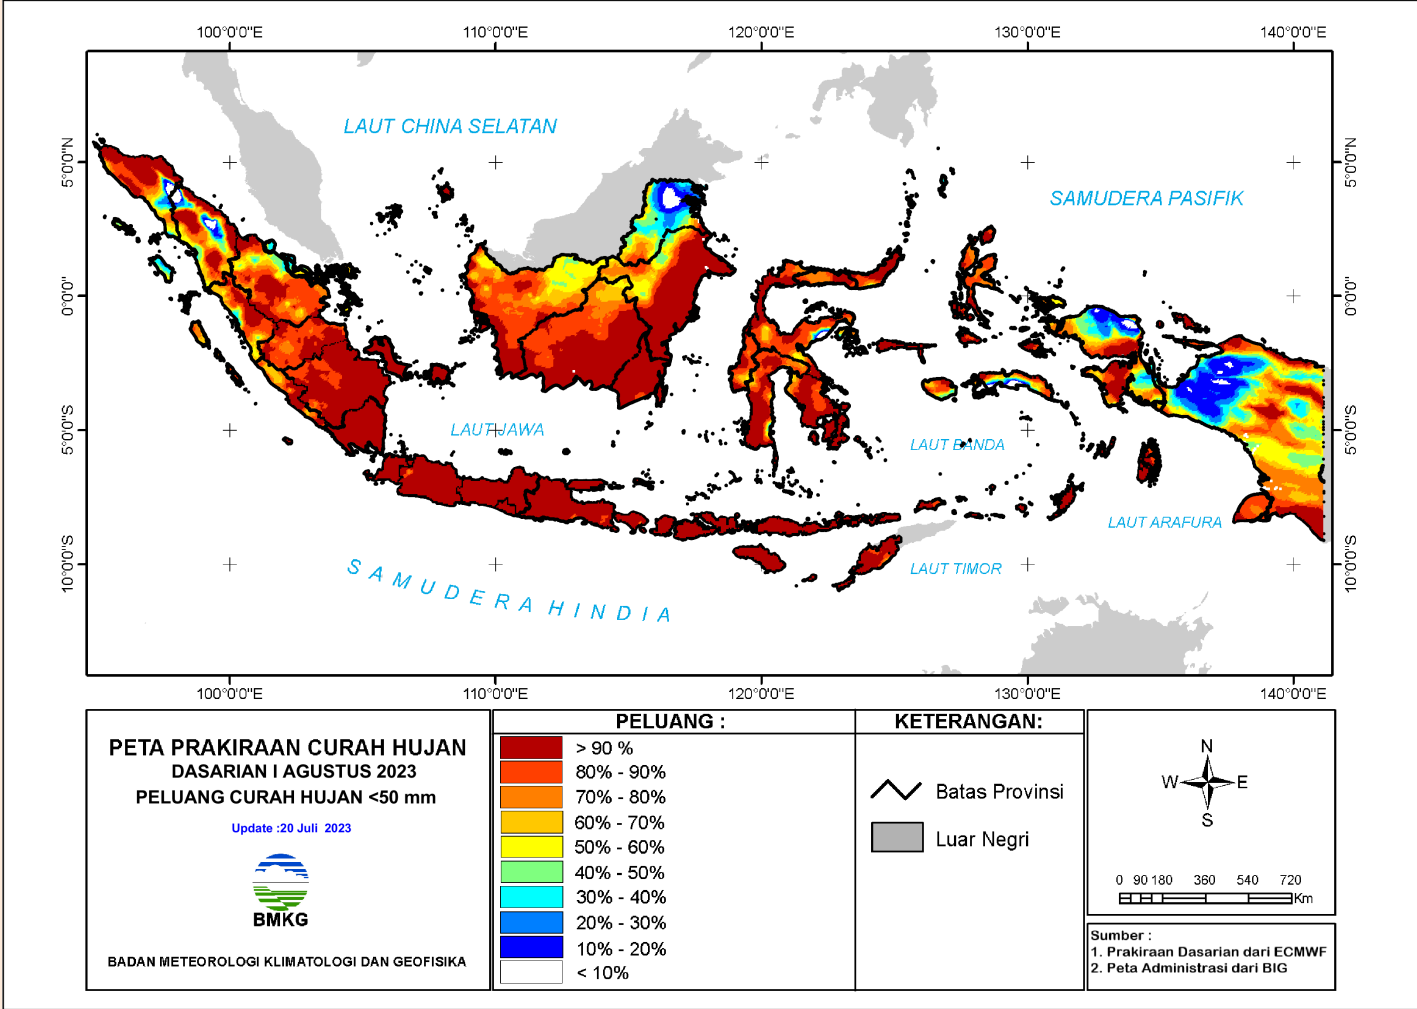 100°0'0"E 110°0'0"E 120°0'0"E 130°0'0"E 140°0'0"E
5°0'0"N
0°0'0"
5°0'0"S
10°0'0"S
LAUT CHINA SELATAN
SAMUDERA PASIFIK
LAUT JAWA
LAUT BANDA
LAUT ARAFURA
LAUT TIMOR
SAMUDERA HINDIA
5°0'0"N
0°0'0"
5°0'0"S
10°0'0"S
100°0'0"E 110°0'0"E 120°0'0"E 130°0'0"E 140°0'0"E
PETA PRAKIRAAN CURAH HUJAN
DASARIAN I AGUSTUS 2023
PELUANG CURAH HUJAN <50 mm
Update :20 Juli 2023
BMKG
BADAN METEOROLOGI KLIMATOLOGI DAN GEOFISIKA
PELUANG :
> 90 %
80% - 90%
70% - 80%
60% - 70%
50% - 60%
40% - 50%
30% - 40%
20% - 30%
10% - 20%
< 10%
KETERANGAN:
Batas Provinsi
Luar Negri
N
W E
S
0 90 180 360 540 720
Km
Sumber :
1. Prakiraan Dasarian dari ECMWF
2. Peta Administrasi dari BIG